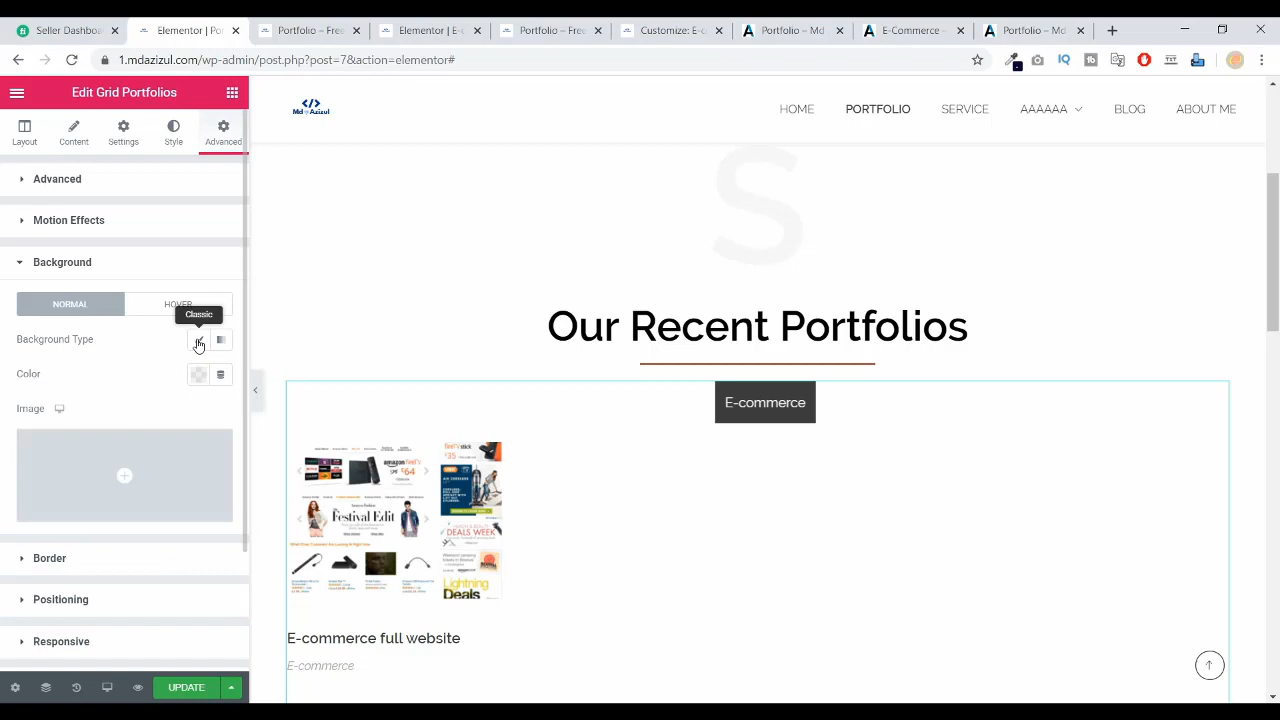 Seller Dashboa
Elementor | Por
Portfolio – Free
Elementor | E-c
Portfolio – Free
Customize: E-c
Portfolio – Md
E-Commerce –
Portfolio – Md
1.mdazizul.com/wp-admin/post.php?post=7&action=elementor#
Edit Grid Portfolios
Layout
Content
Settings
Style
Advanced
Advanced
Motion Effects
Background
NORMAL
HOVER
Classic
Background Type
Color
Image
Border
Positioning
Responsive
UPDATE
Md Azizul
HOME
PORTFOLIO
SERVICE
AAAAAA
BLOG
ABOUT ME
S
Our Recent Portfolios
E-commerce
Festival Edit
DEALS WEEK
Lightning
Deals
E-commerce full website
E-commerce